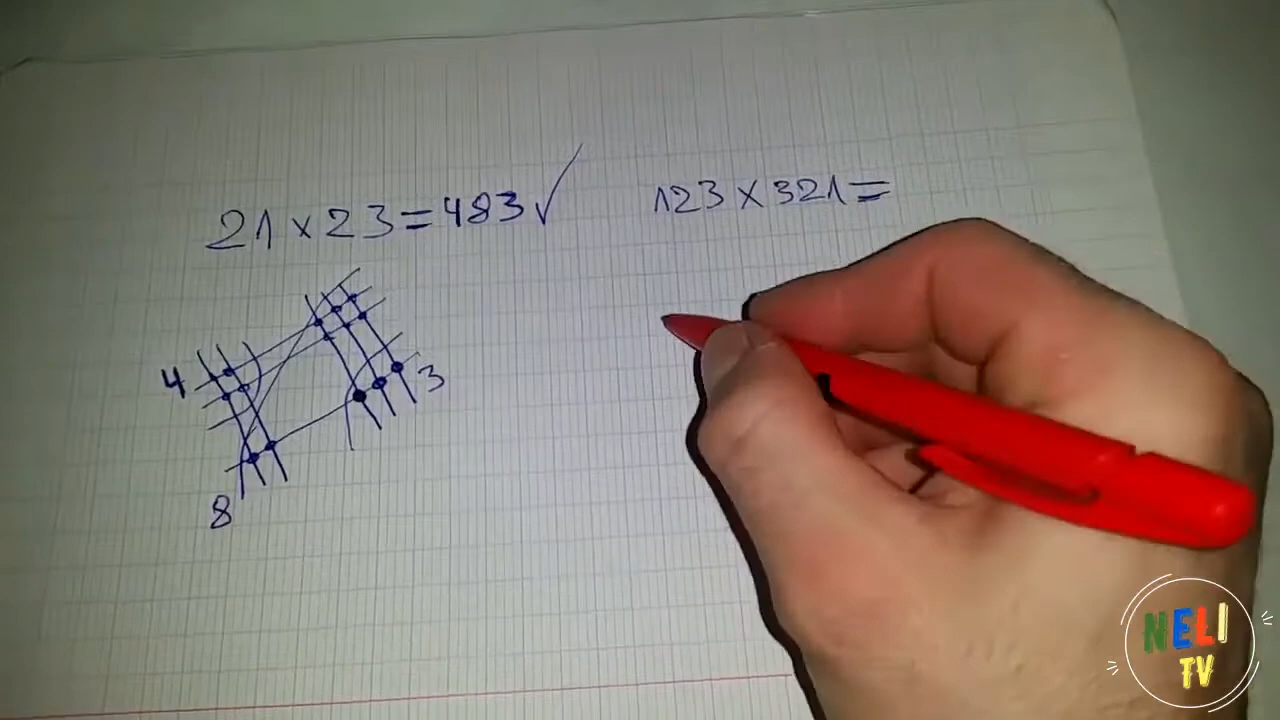 21 × 23 = 483 ✓
123 × 321 =
4
3
8
NELI
TV